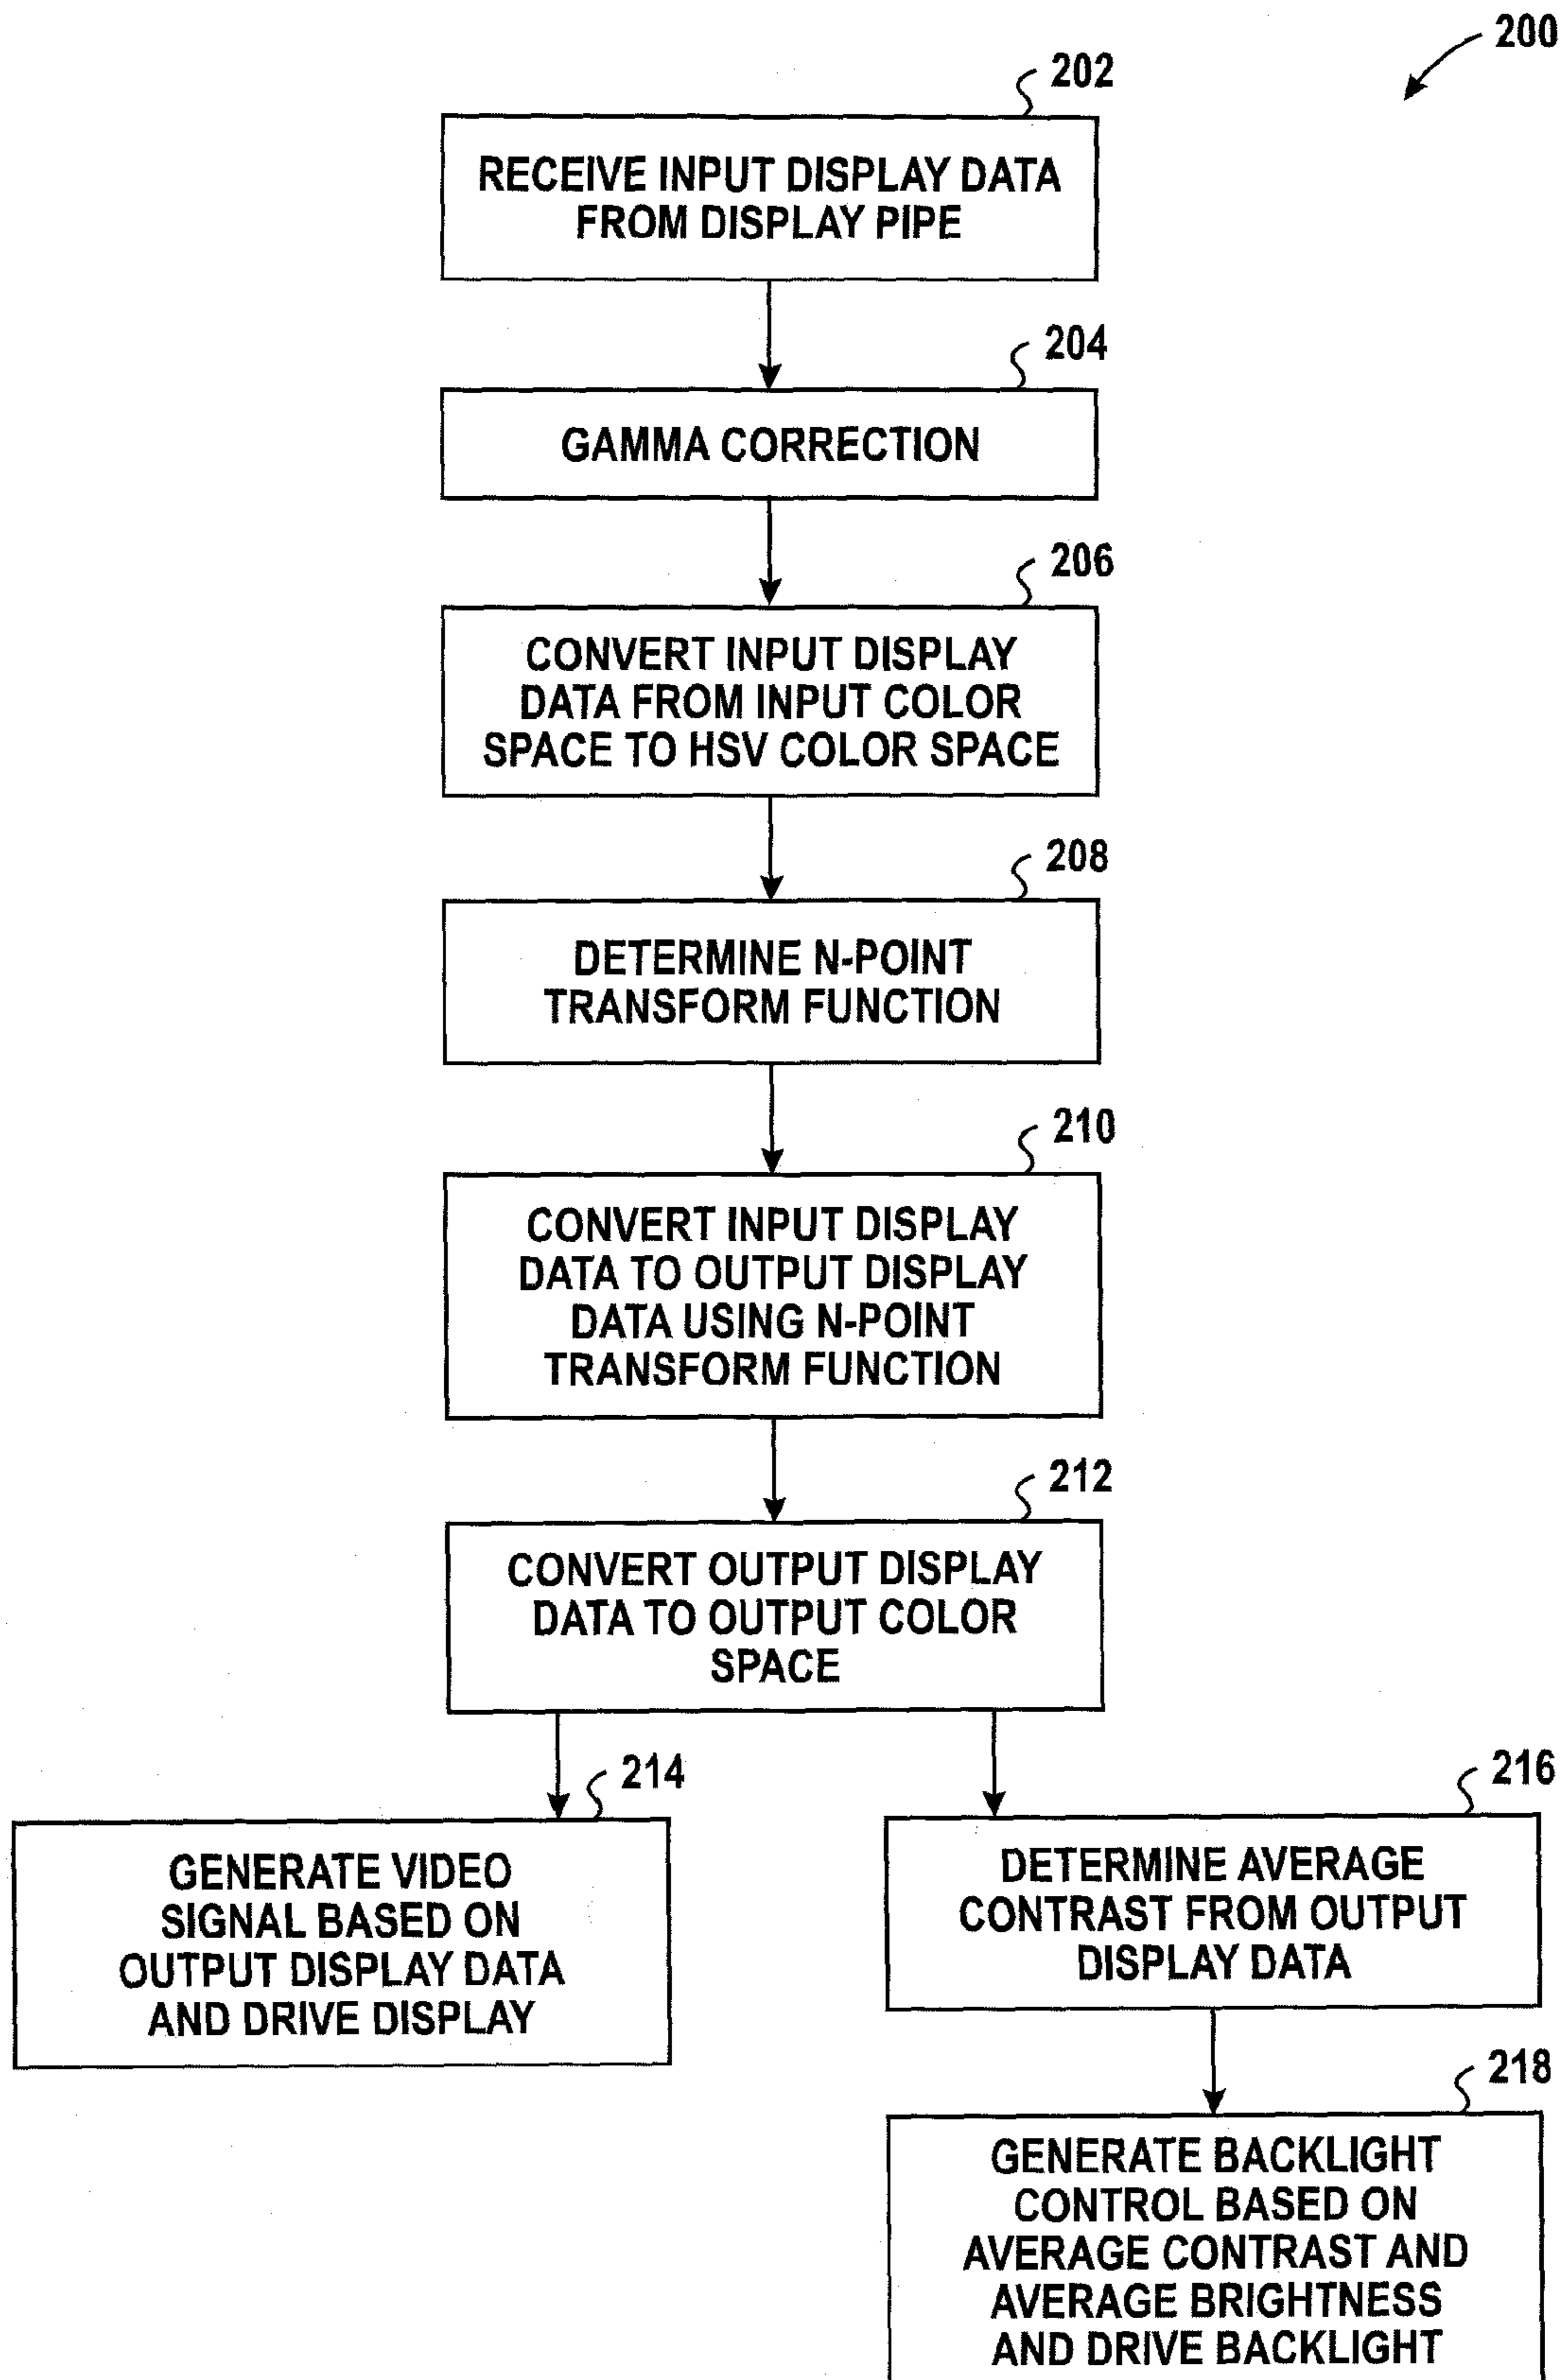 200
202
RECEIVE INPUT DISPLAY DATA
FROM DISPLAY PIPE
204
GAMMA CORRECTION
206
CONVERT INPUT DISPLAY
DATA FROM INPUT COLOR
SPACE TO HSV COLOR SPACE
208
DETERMINE N-POINT
TRANSFORM FUNCTION
210
CONVERT INPUT DISPLAY
DATA TO OUTPUT DISPLAY
DATA USING N-POINT
TRANSFORM FUNCTION
212
CONVERT OUTPUT DISPLAY
DATA TO OUTPUT COLOR
SPACE
214
GENERATE VIDEO
SIGNAL BASED ON
OUTPUT DISPLAY DATA
AND DRIVE DISPLAY
216
DETERMINE AVERAGE
CONTRAST FROM OUTPUT
DISPLAY DATA
218
GENERATE BACKLIGHT
CONTROL BASED ON
AVERAGE CONTRAST AND
AVERAGE BRIGHTNESS
AND DRIVE BACKLIGHT